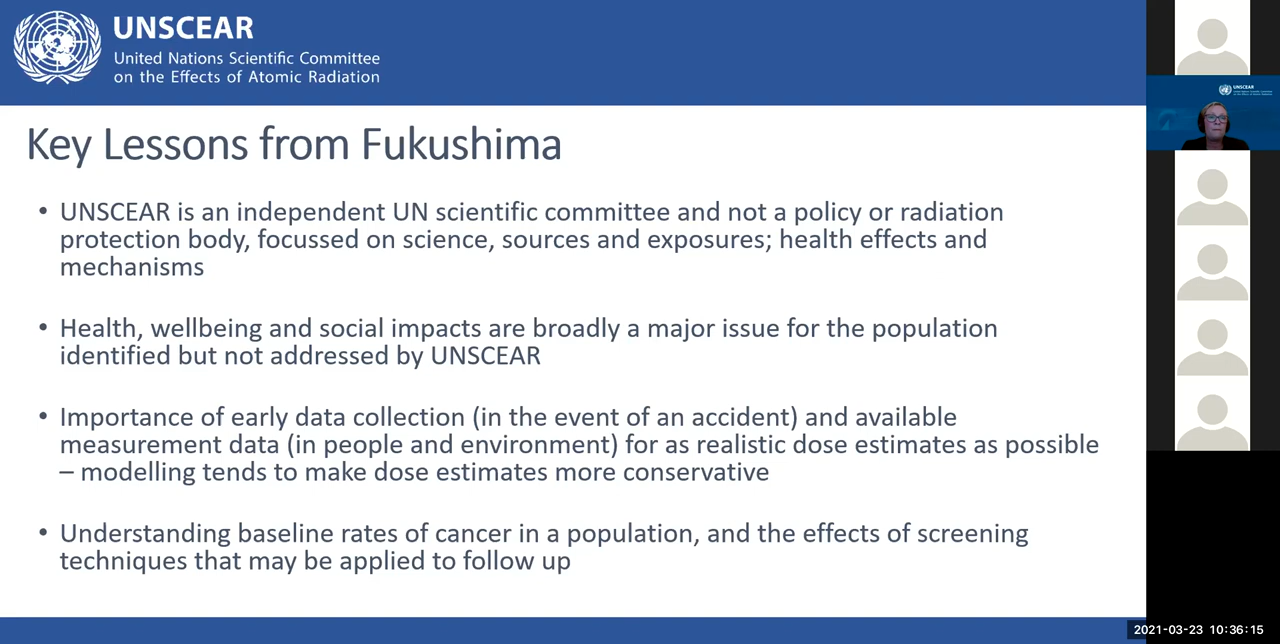 UNSCEAR
United Nations Scientific Committee
on the Effects of Atomic Radiation
Key Lessons from Fukushima
• UNSCEAR is an independent UN scientific committee and not a policy or radiation
protection body, focussed on science, sources and exposures; health effects and
mechanisms
• Health, wellbeing and social impacts are broadly a major issue for the population
identified but not addressed by UNSCEAR
• Importance of early data collection (in the event of an accident) and available
measurement data (in people and environment) for as realistic dose estimates as possible
– modelling tends to make dose estimates more conservative
• Understanding baseline rates of cancer in a population, and the effects of screening
techniques that may be applied to follow up
UNSCEAR
2021-03-23 10:36:15